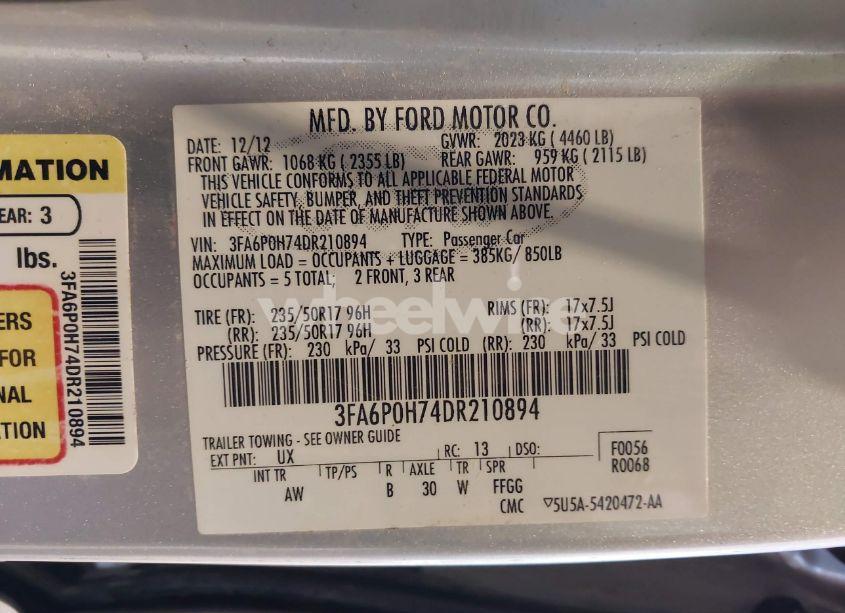 MATION
EAR: 3
lbs.
ERS
FOR
NAL
ATION
3FA6P0H74DR210894
MFD. BY FORD MOTOR CO.
DATE: 12/12 GVWR: 2023 KG ( 4460 LB)
FRONT GAWR: 1068 KG ( 2355 LB) REAR GAWR: 959 KG ( 2115 LB)
THIS VEHICLE CONFORMS TO ALL APPLICABLE FEDERAL MOTOR
VEHICLE SAFETY, BUMPER, AND THEFT PREVENTION STANDARDS
IN EFFECT ON THE DATE OF MANUFACTURE SHOWN ABOVE.
VIN: 3FA6P0H74DR210894 TYPE: Passenger Car
MAXIMUM LOAD = OCCUPANTS + LUGGAGE = 385KG/ 850LB
OCCUPANTS = 5 TOTAL; 2 FRONT, 3 REAR
wheelwire
TIRE (FR): 235/50R17 96H RIMS (FR): 17x7.5J
(RR): 235/50R17 96H (RR): 17x7.5J
PRESSURE (FR): 230 kPa/ 33 PSI COLD (RR): 230 kPa/ 33 PSI COLD
3FA6P0H74DR210894
TRAILER TOWING - SEE OWNER GUIDE
EXT PNT: UX RC: 13 DSO: F0056
R0068
INT TR TP/PS R AXLE TR SPR
AW B 30 W FFGG
CMC ▽5U5A-5420472-AA